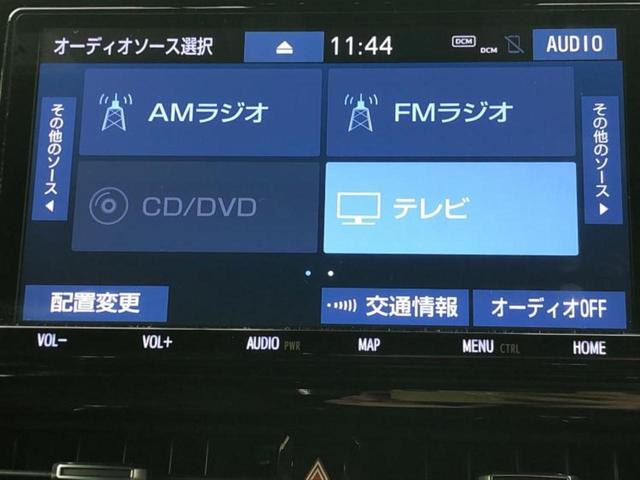 オーディオソース選択
11:44
DCM
DCM
AUDIO
その他のソース
AMラジオ
FMラジオ
その他のソース
CD/DVD
テレビ
配置変更
交通情報
オーディオOFF
VOL-
VOL+
AUDIO PWR
MAP
MENU CTRL
HOME